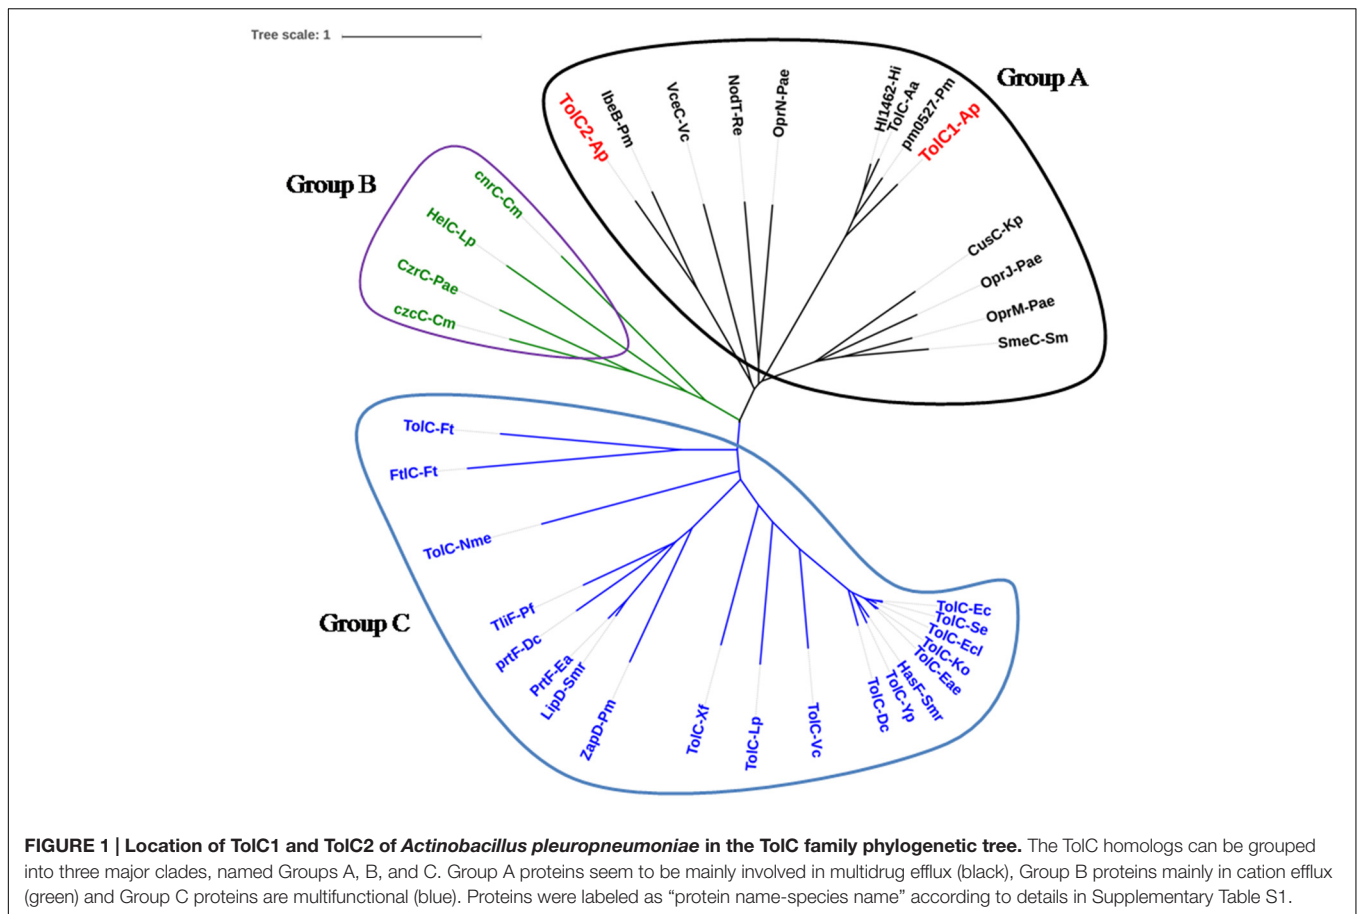 Tree scale: 1
Group A
Group B
Group C
TolC2-Ap
IbeB-Pm
VceC-Vc
NodT-Re
OprN-Pae
HI1462-Hi
TolC-Aa
pm0527-Pm
TolC1-Ap
CusC-Kp
OprJ-Pae
OprM-Pae
SmeC-Sm
cnrC-Cm
HelC-Lp
CzrC-Pae
czcC-Cm
TolC-Ft
FtlC-Ft
TolC-Nme
TliF-Pf
prtF-Dc
PrtF-Ea
LipD-Smr
ZapD-Pm
TolC-Xf
TolC-Lp
TolC-Vc
TolC-Dc
TolC-Yp
HasF-Smr
TolC-Eae
TolC-Ko
TolC-Ecl
TolC-Se
TolC-Ec
FIGURE 1 | Location of TolC1 and TolC2 of Actinobacillus pleuropneumoniae in the TolC family phylogenetic tree. The TolC homologs can be grouped
into three major clades, named Groups A, B, and C. Group A proteins seem to be mainly involved in multidrug efflux (black), Group B proteins mainly in cation efflux
(green) and Group C proteins are multifunctional (blue). Proteins were labeled as “protein name-species name” according to details in Supplementary Table S1.